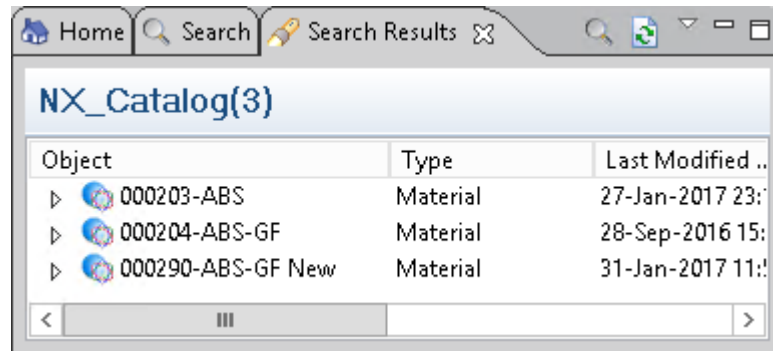 Home Search Search Results
NX_Catalog(3)
Object Type Last Modified ..
000203-ABS Material 27-Jan-2017 23:
000204-ABS-GF Material 28-Sep-2016 15:
000290-ABS-GF New Material 31-Jan-2017 11: